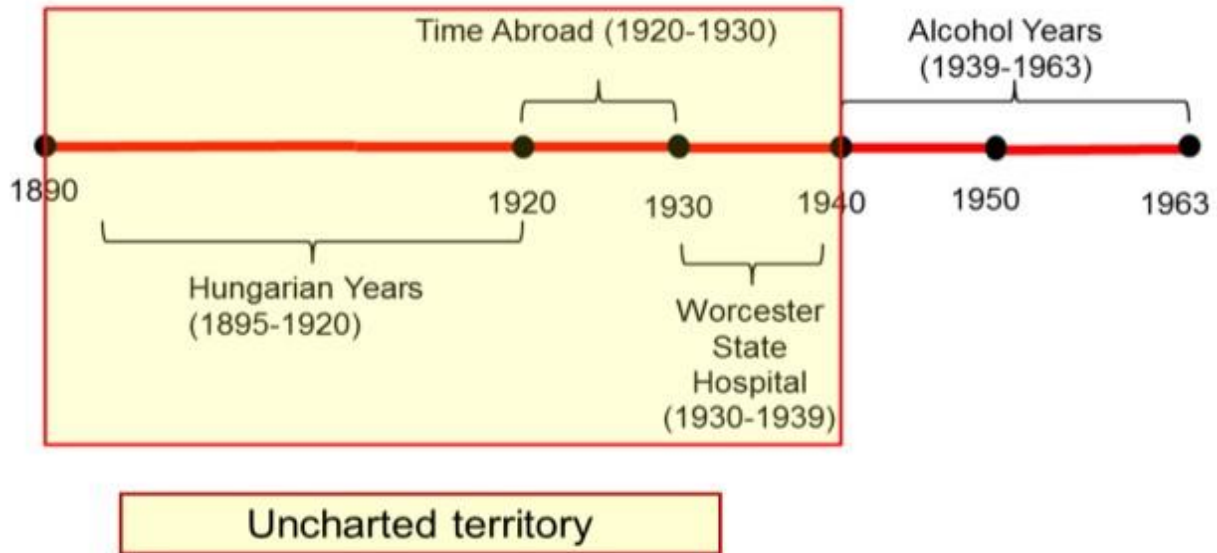 Time Abroad (1920-1930)
Alcohol Years
(1939-1963)
1890
1920
1930
1940
1950
1963
Hungarian Years
(1895-1920)
Worcester
State
Hospital
(1930-1939)
Uncharted territory